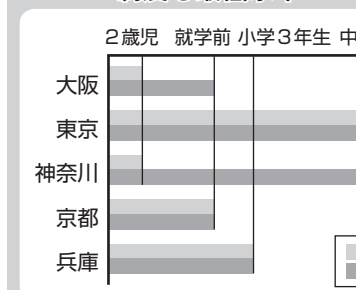 2歳児 就学前 小学3年生 中
大阪
東京
神奈川
京都
兵庫